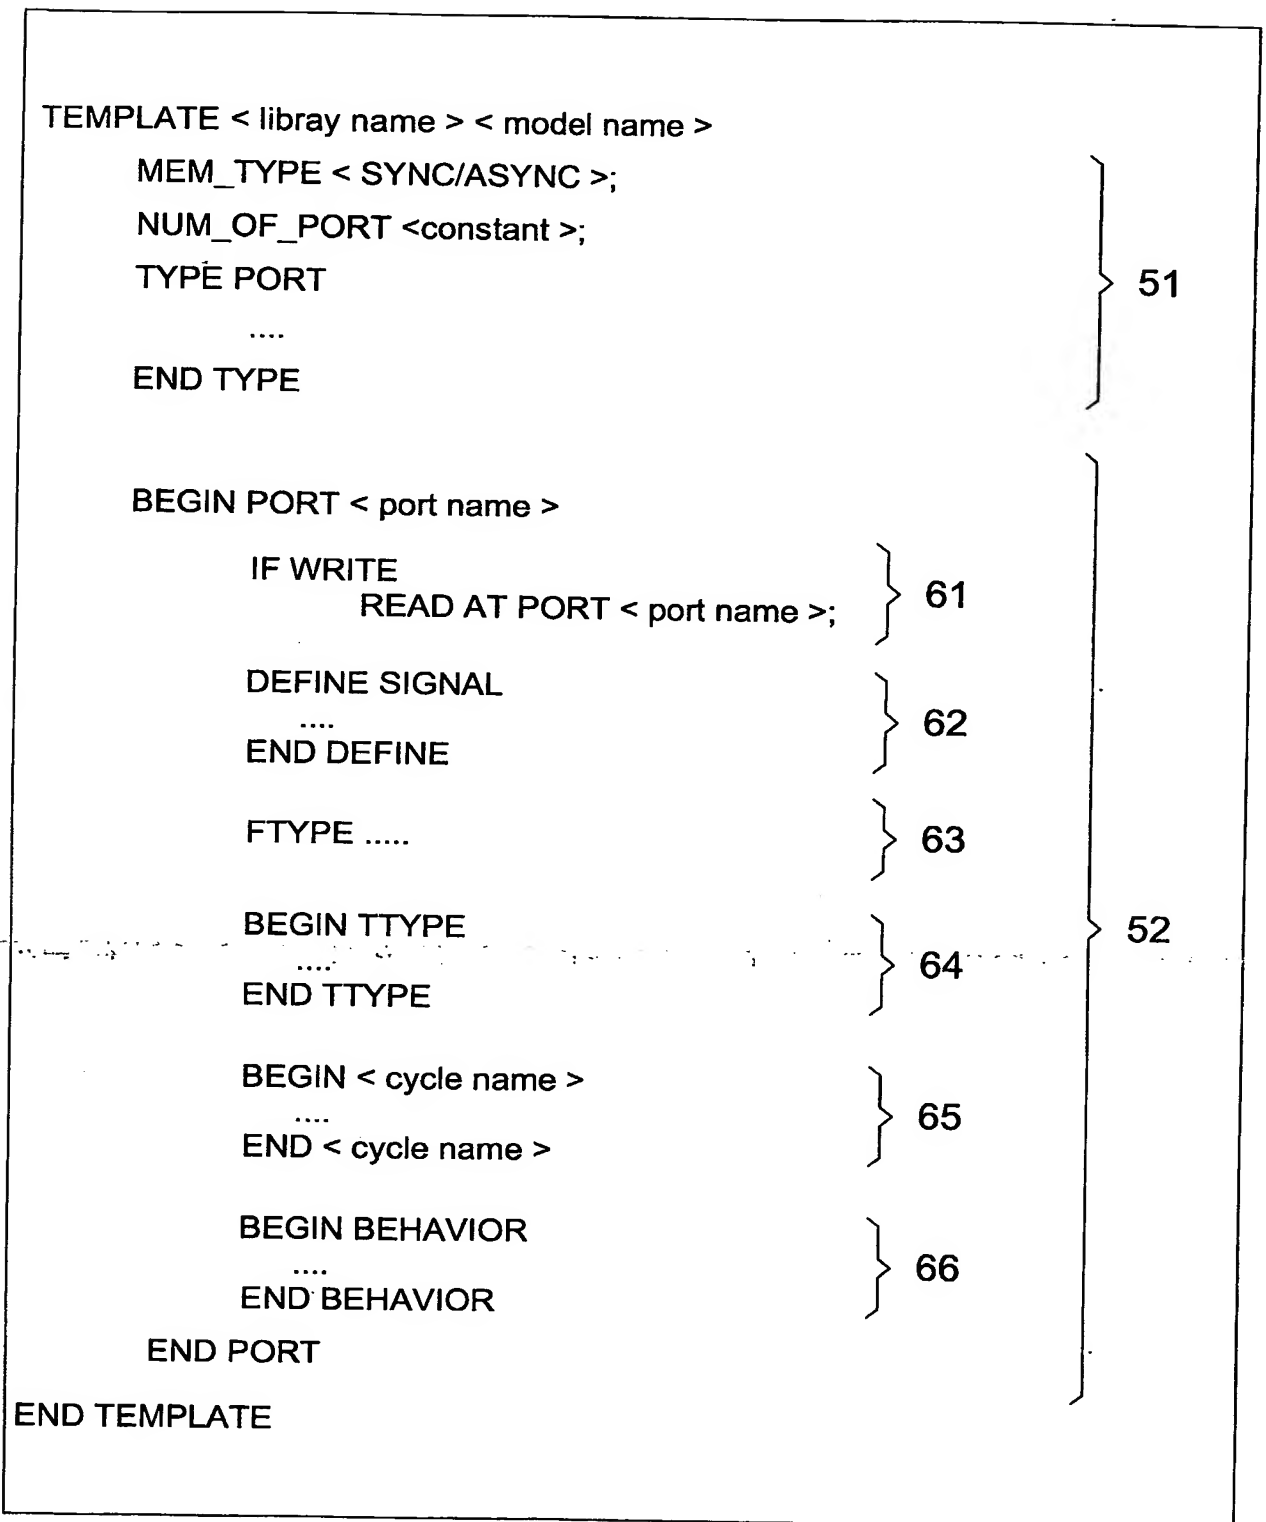 TEMPLATE < libray name > < model name >
MEM_TYPE < SYNC/ASYNC >;
NUM_OF_PORT <constant >;
TYPE PORT
51
....
END TYPE
BEGIN PORT < port name >
IF WRITE
61
READ AT PORT < port name >;
DEFINE SIGNAL
....
62
END DEFINE
FTYPE .....
63
BEGIN TTYPE
52
....
64
END TTYPE
BEGIN < cycle name >
....
65
END < cycle name >
BEGIN BEHAVIOR
....
66
END BEHAVIOR
END PORT
END TEMPLATE